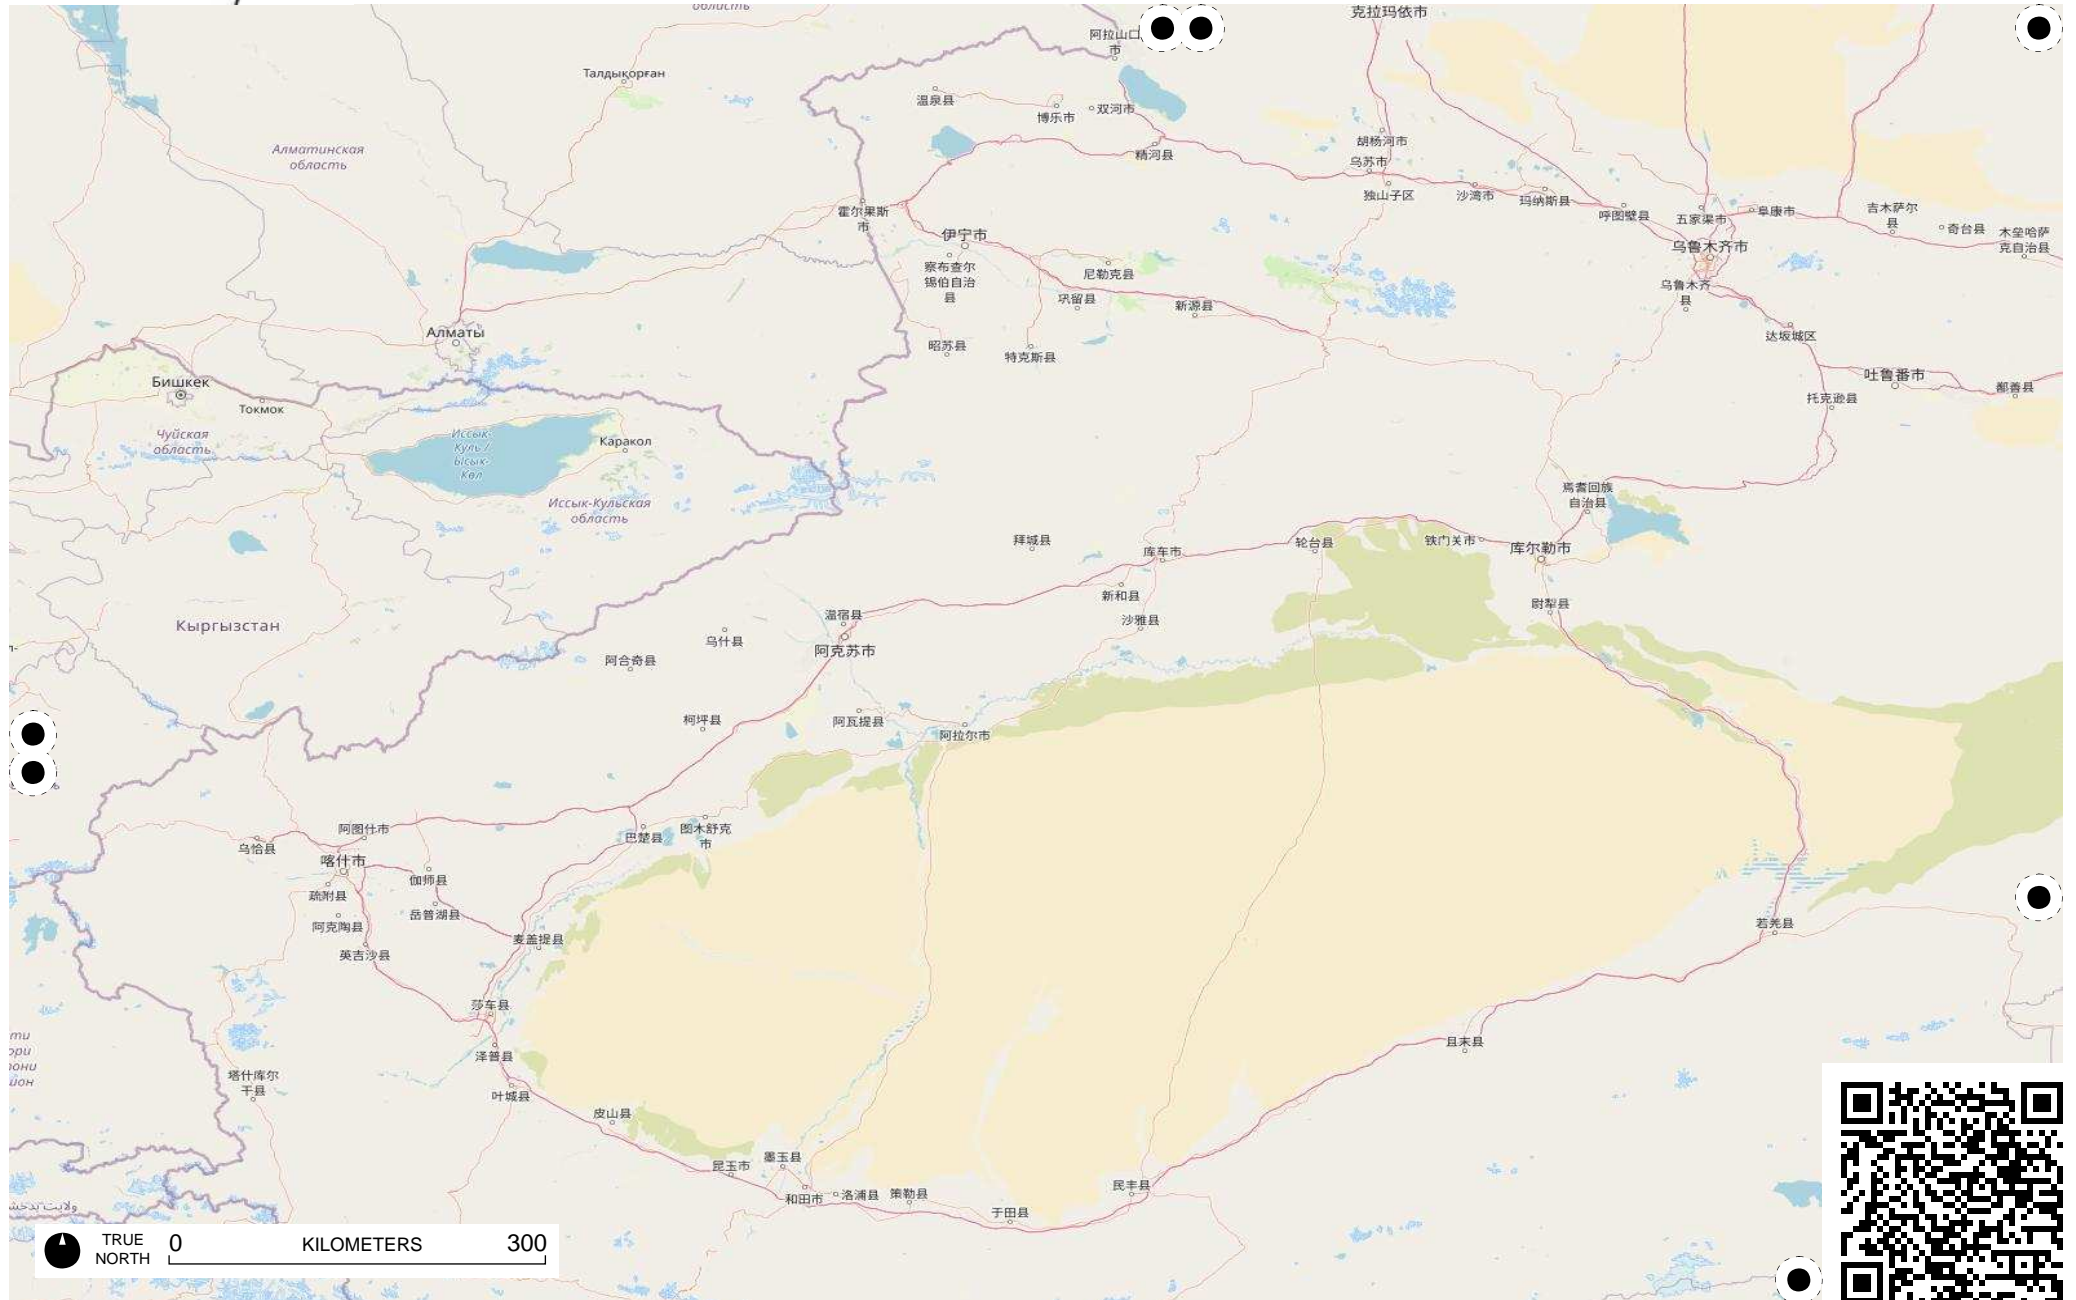 область
克拉玛依市
阿拉山口
市
Талдықорған
温泉县
博乐市
双河市
Алматинская
область
胡杨河市
精河县
乌苏市
独山子区
沙湾市
玛纳斯县
呼图壁县
五家渠市
阜康市
吉木萨尔
县
奇台县
木垒哈萨
克自治县
霍尔果斯
市
伊宁市
乌鲁木齐市
察布查尔
锡伯自治
县
尼勒克县
巩留县
新源县
乌鲁木齐
县
Алматы
昭苏县
特克斯县
达坂城区
Бишкек
Токмок
吐鲁番市
鄯善县
托克逊县
Чуйская
область
Иссык-
Куль /
Ысык-
Көл
Каракол
Иссык-Кульская
область
焉耆回族
自治县
拜城县
库车市
轮台县
铁门关市
库尔勒市
新和县
沙雅县
尉犁县
Кыргызстан
温宿县
乌什县
阿克苏市
阿合奇县
柯坪县
阿瓦提县
阿拉尔市
阿图什市
乌恰县
巴楚县
图木舒克
市
喀什市
伽师县
疏附县
岳普湖县
阿克陶县
麦盖提县
英吉沙县
若羌县
莎车县
且末县
泽普县
塔什库尔
干县
叶城县
皮山县
昆玉市
墨玉县
和田市
洛浦县
策勒县
民丰县
于田县
ولایت بدخش
TRUE
NORTH
0 KILOMETERS 300